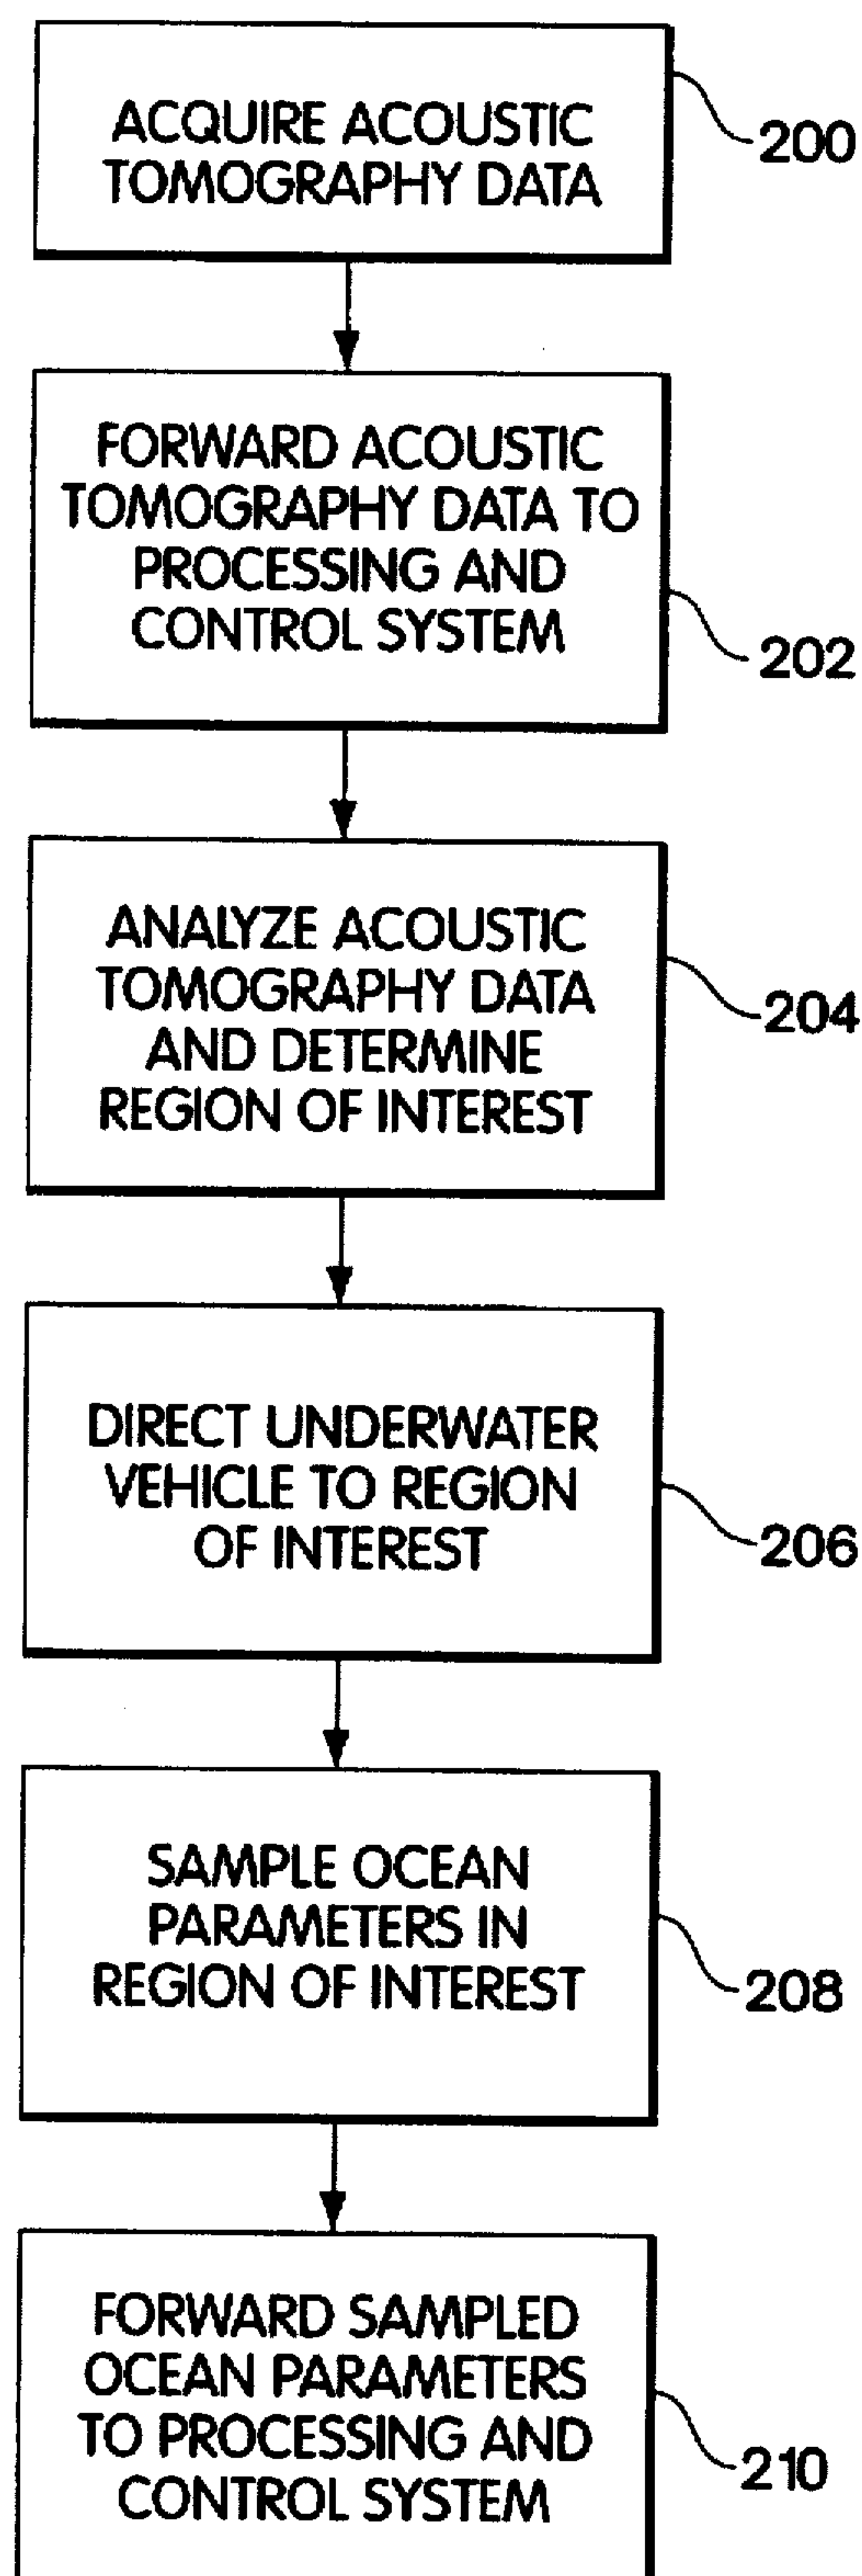 ACQUIRE ACOUSTIC
TOMOGRAPHY DATA
200
FORWARD ACOUSTIC
TOMOGRAPHY DATA TO
PROCESSING AND
CONTROL SYSTEM
202
ANALYZE ACOUSTIC
TOMOGRAPHY DATA
AND DETERMINE
REGION OF INTEREST
204
DIRECT UNDERWATER
VEHICLE TO REGION
OF INTEREST
206
SAMPLE OCEAN
PARAMETERS IN
REGION OF INTEREST
208
FORWARD SAMPLED
OCEAN PARAMETERS
TO PROCESSING AND
CONTROL SYSTEM
210